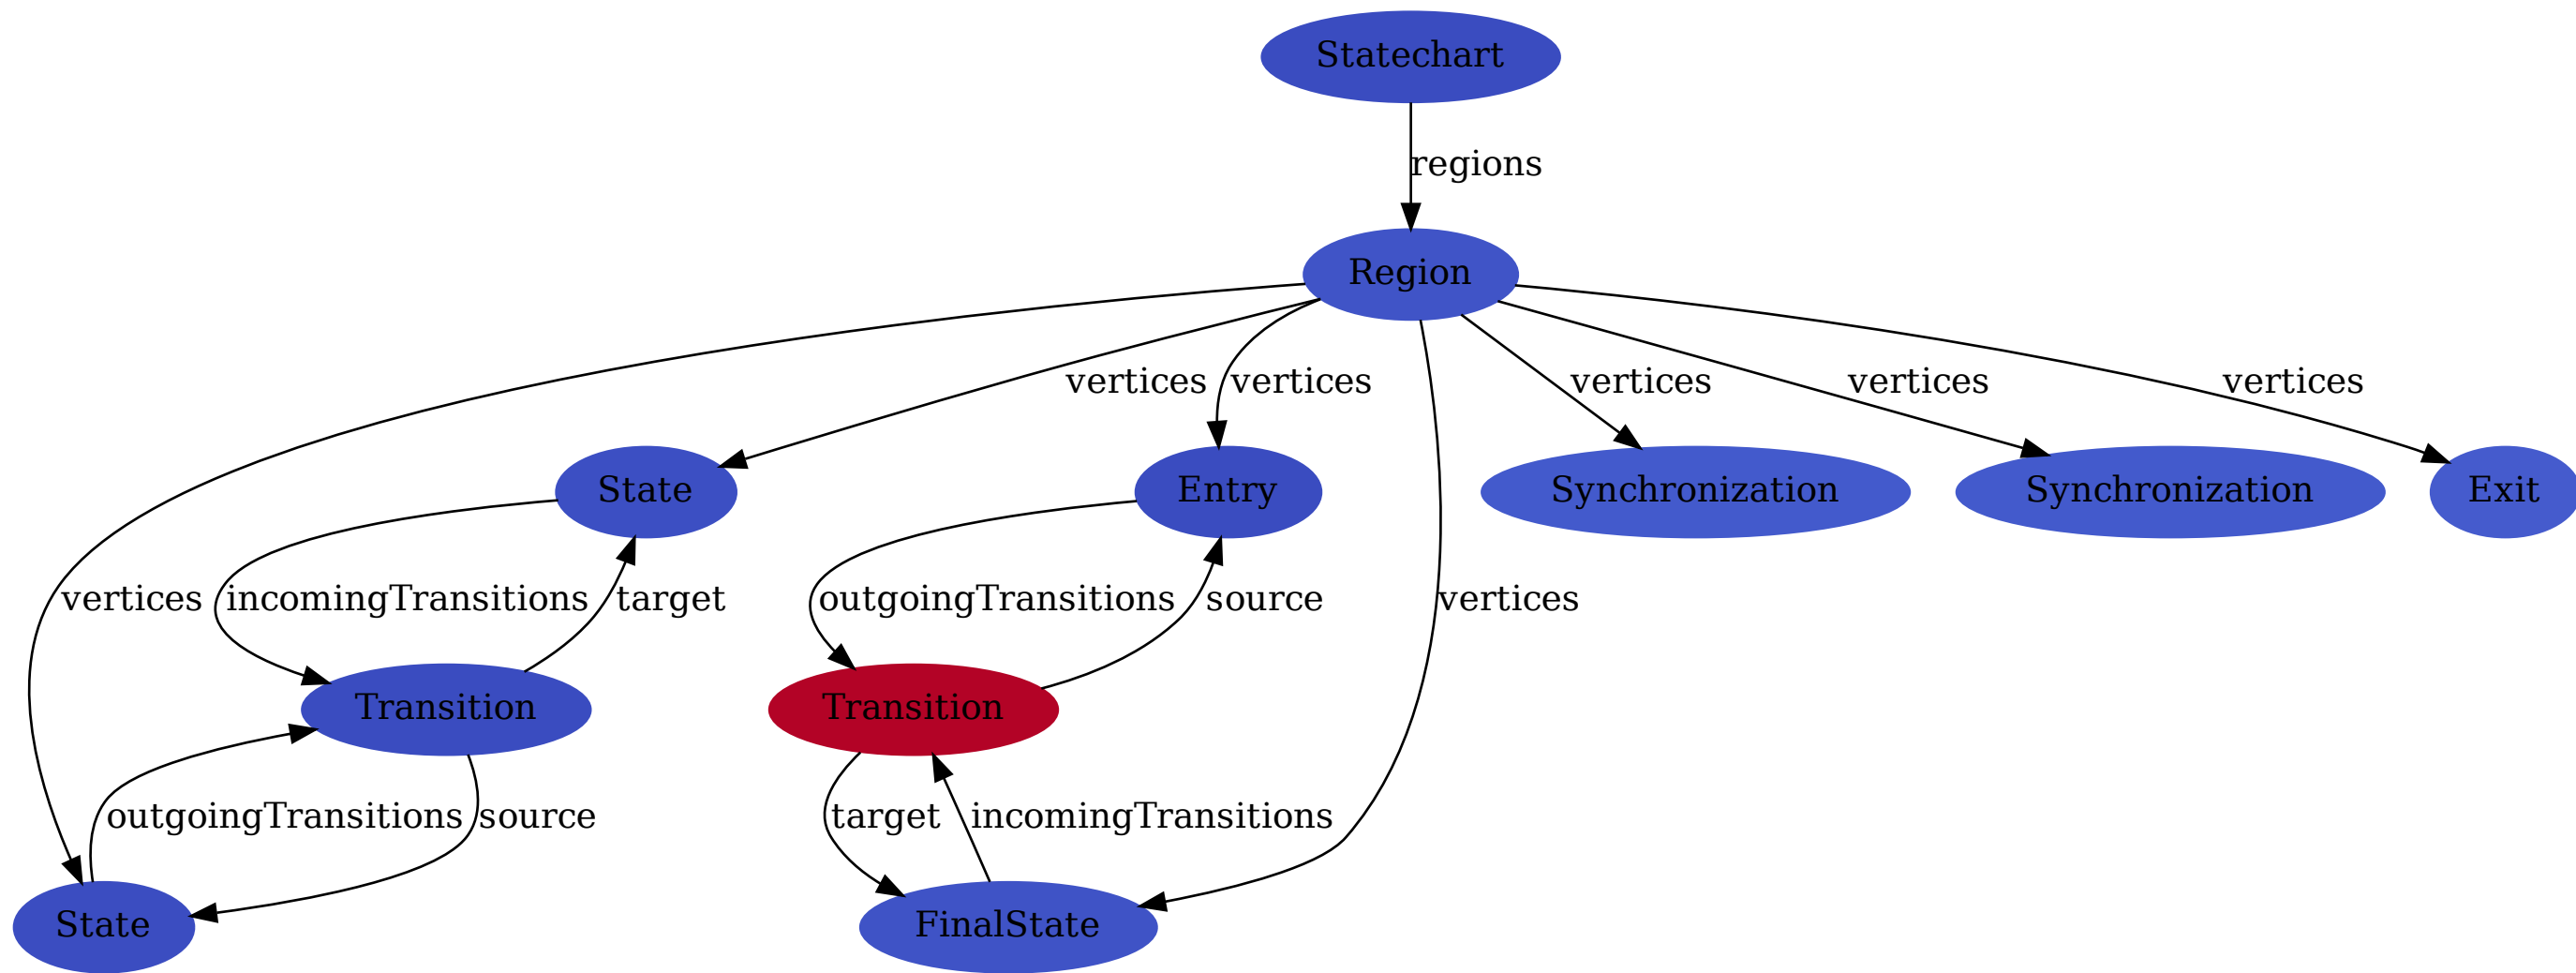 Statechart
regions
Region
vertices
vertices
vertices
vertices
vertices
State
Entry
Synchronization
Synchronization
Exit
vertices
incomingTransitions
target
outgoingTransitions
source
vertices
Transition
Transition
outgoingTransitions
source
target
incomingTransitions
State
FinalState